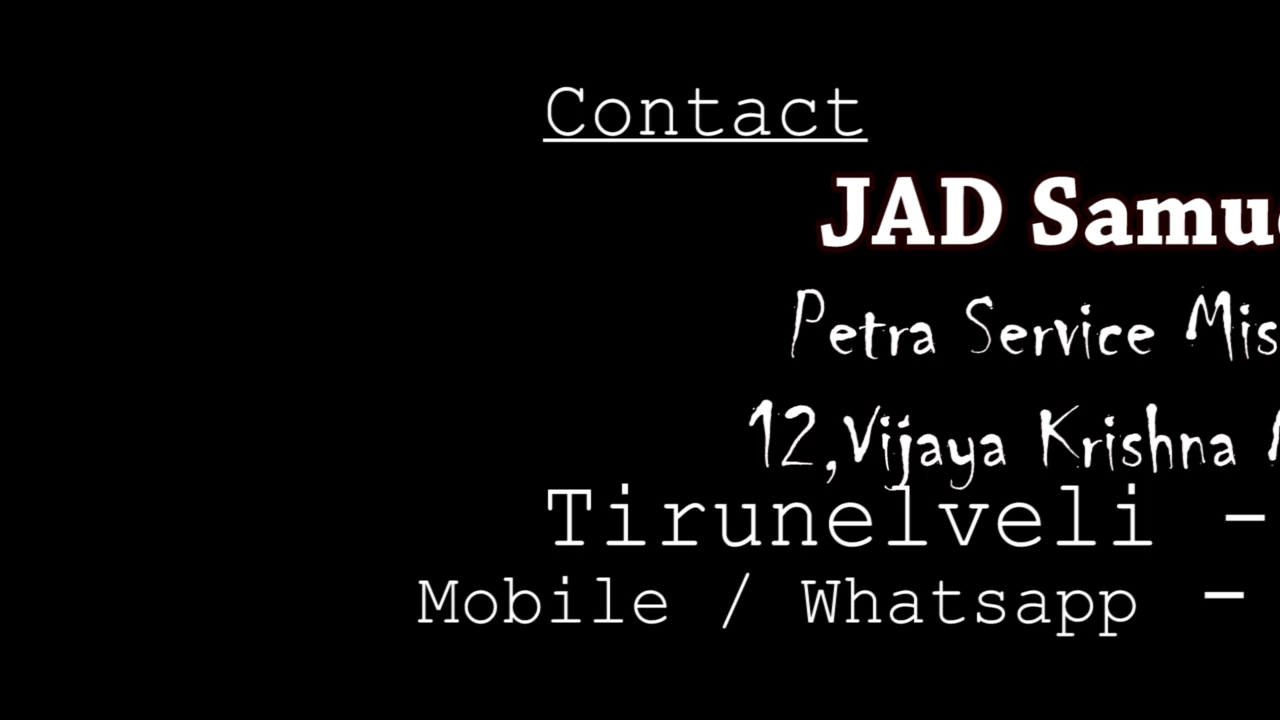 Contact
JAD Samu
Petra Service Mis
12,Vijaya Krishna
Tirunelveli -
Mobile / Whatsapp -